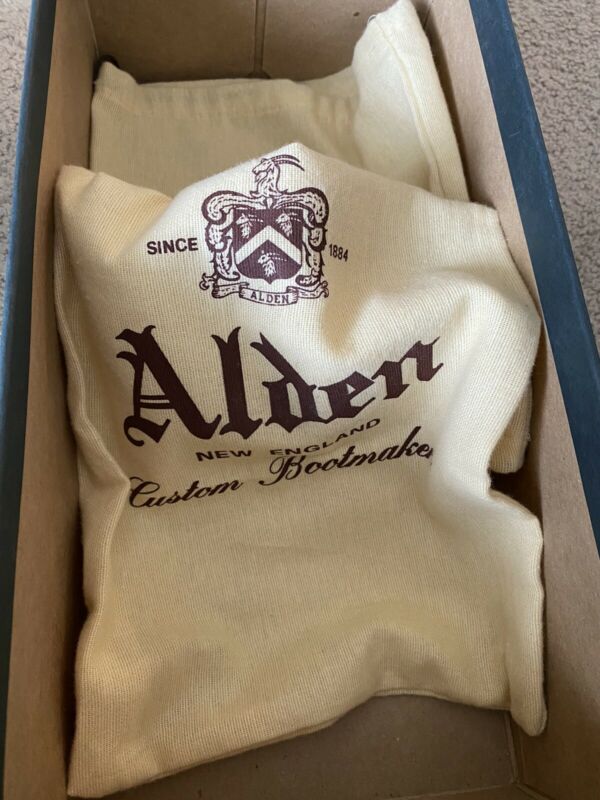 SINCE 1884
ALDEN
Alden
NEW ENGLAND
Custom Bootmaker